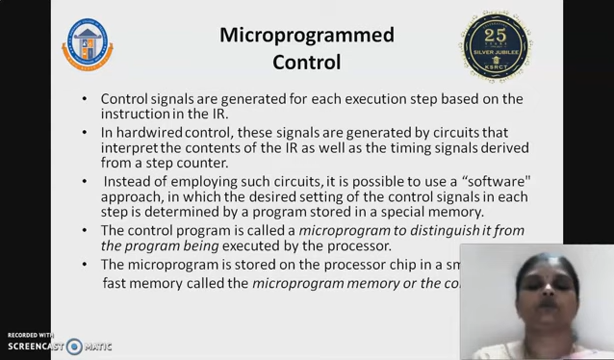 Microprogrammed
Control
25
YEARS
SILVER JUBILEE
KSRCT
• Control signals are generated for each execution step based on the
instruction in the IR.
• In hardwired control, these signals are generated by circuits that
interpret the contents of the IR as well as the timing signals derived
from a step counter.
• Instead of employing such circuits, it is possible to use a “software"
approach, in which the desired setting of the control signals in each
step is determined by a program stored in a special memory.
• The control program is called a microprogram to distinguish it from
the program being executed by the processor.
• The microprogram is stored on the processor chip in a sm
fast memory called the microprogram memory or the co
RECORDED WITH
SCREENCAST MATIC